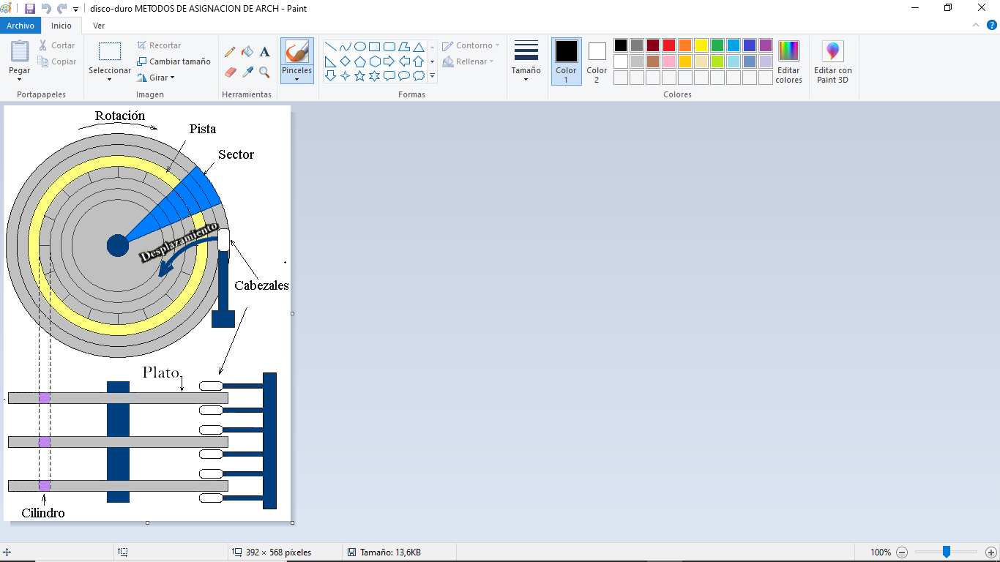 disco-duro METODOS DE ASIGNACION DE ARCH - Paint
Archivo
Inicio
Ver
Pegar
Cortar
Copiar
Portapapeles
Seleccionar
Recortar
Cambiar tamaño
Girar
Imagen
A
Herramientas
Pinceles
Contorno
Rellenar
Formas
Tamaño
Color 1
Color 2
Editar colores
Colores
Editar con Paint 3D
Rotación
Pista
Sector
Desplazamiento
Cabezales
Plato
Cilindro
392 × 568 píxeles
Tamaño: 13,6KB
100%